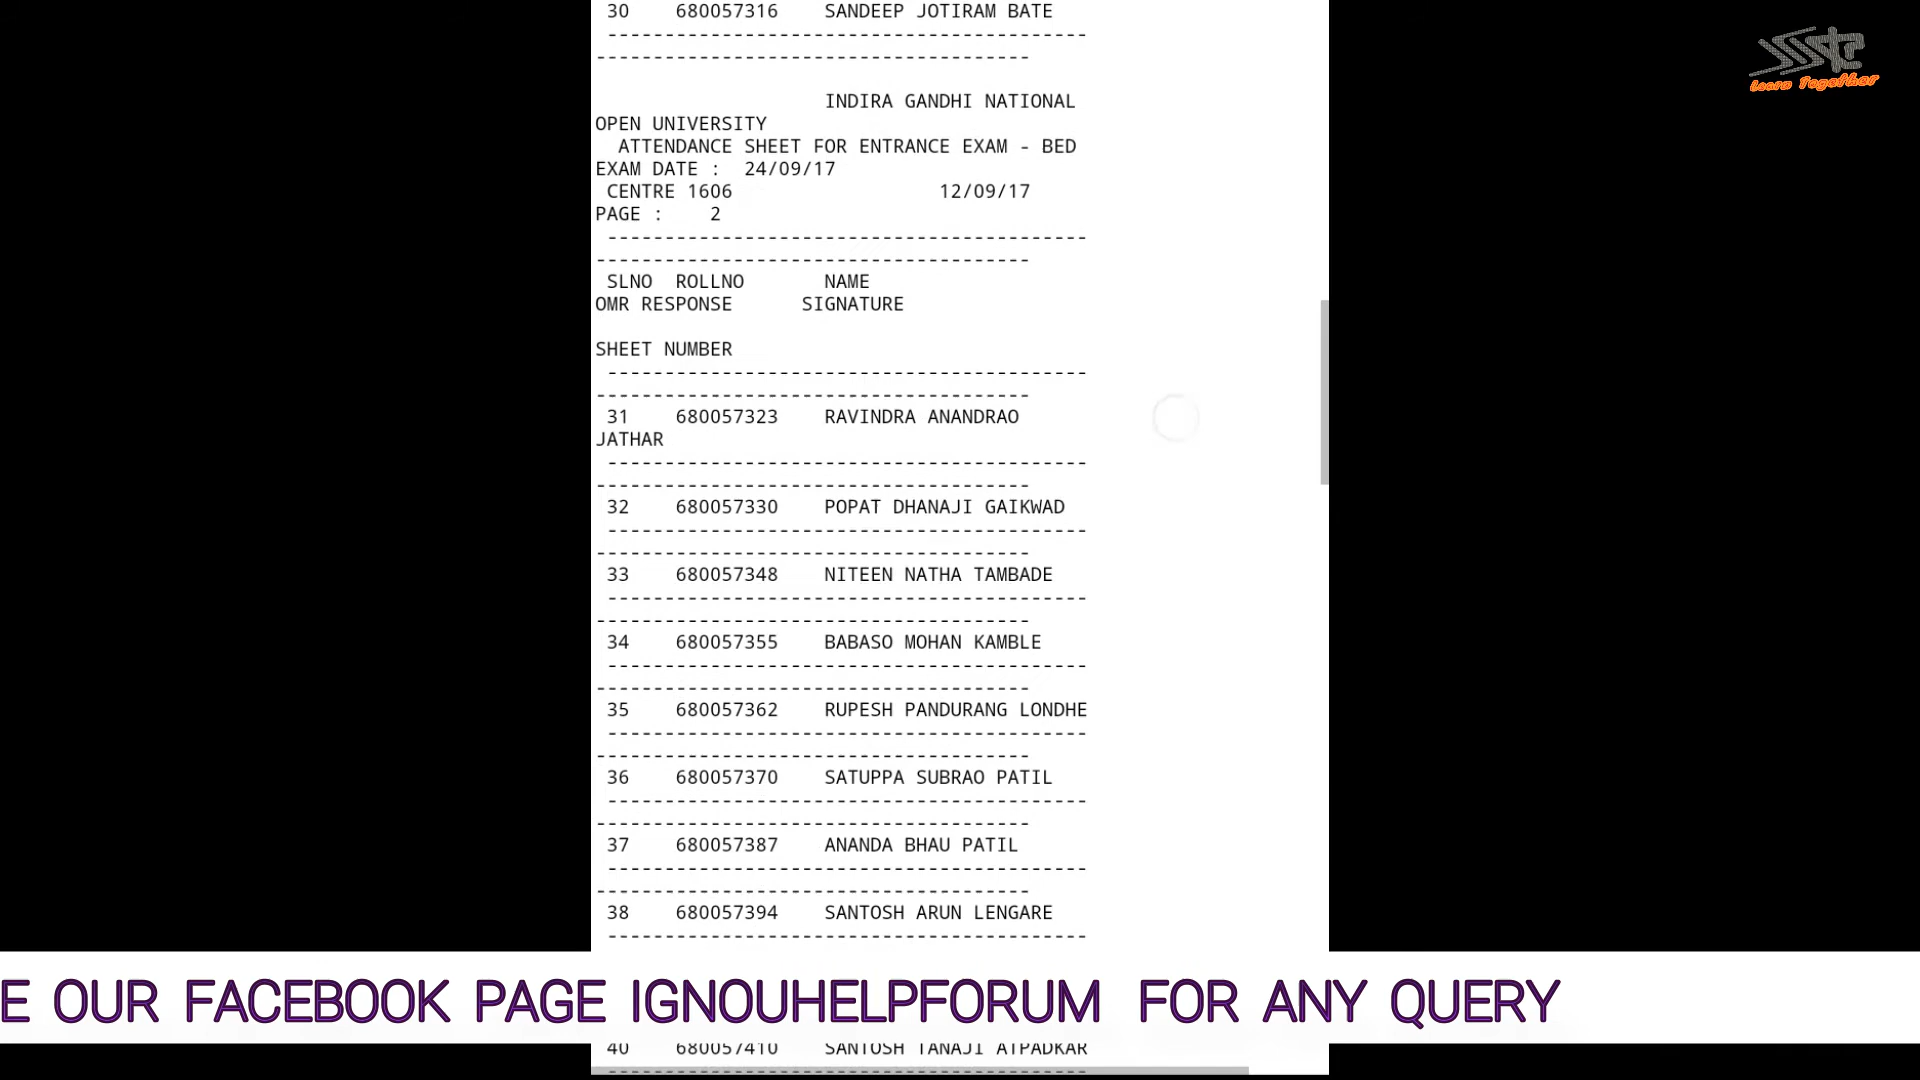 30 680057316 SANDEEP JOTIRAM BATE
------------------------------------------
--------------------------------------
INDIRA GANDHI NATIONAL
OPEN UNIVERSITY
ATTENDANCE SHEET FOR ENTRANCE EXAM - BED
EXAM DATE : 24/09/17
CENTRE 1606 12/09/17
PAGE : 2
------------------------------------------
--------------------------------------
SLNO ROLLNO NAME
OMR RESPONSE SIGNATURE
SHEET NUMBER
------------------------------------------
--------------------------------------
31 680057323 RAVINDRA ANANDRAO
JATHAR
------------------------------------------
--------------------------------------
32 680057330 POPAT DHANAJI GAIKWAD
------------------------------------------
--------------------------------------
33 680057348 NITEEN NATHA TAMBADE
------------------------------------------
--------------------------------------
34 680057355 BABASO MOHAN KAMBLE
------------------------------------------
--------------------------------------
35 680057362 RUPESH PANDURANG LONDHE
------------------------------------------
--------------------------------------
36 680057370 SATUPPA SUBRAO PATIL
------------------------------------------
--------------------------------------
37 680057387 ANANDA BHAU PATIL
------------------------------------------
--------------------------------------
38 680057394 SANTOSH ARUN LENGARE
------------------------------------------
E OUR FACEBOOK PAGE IGNOUHELPFORUM FOR ANY QUERY
40 680057410 SANTOSH TANAJI ATPADKAR
------------------------------------------
Learn Together